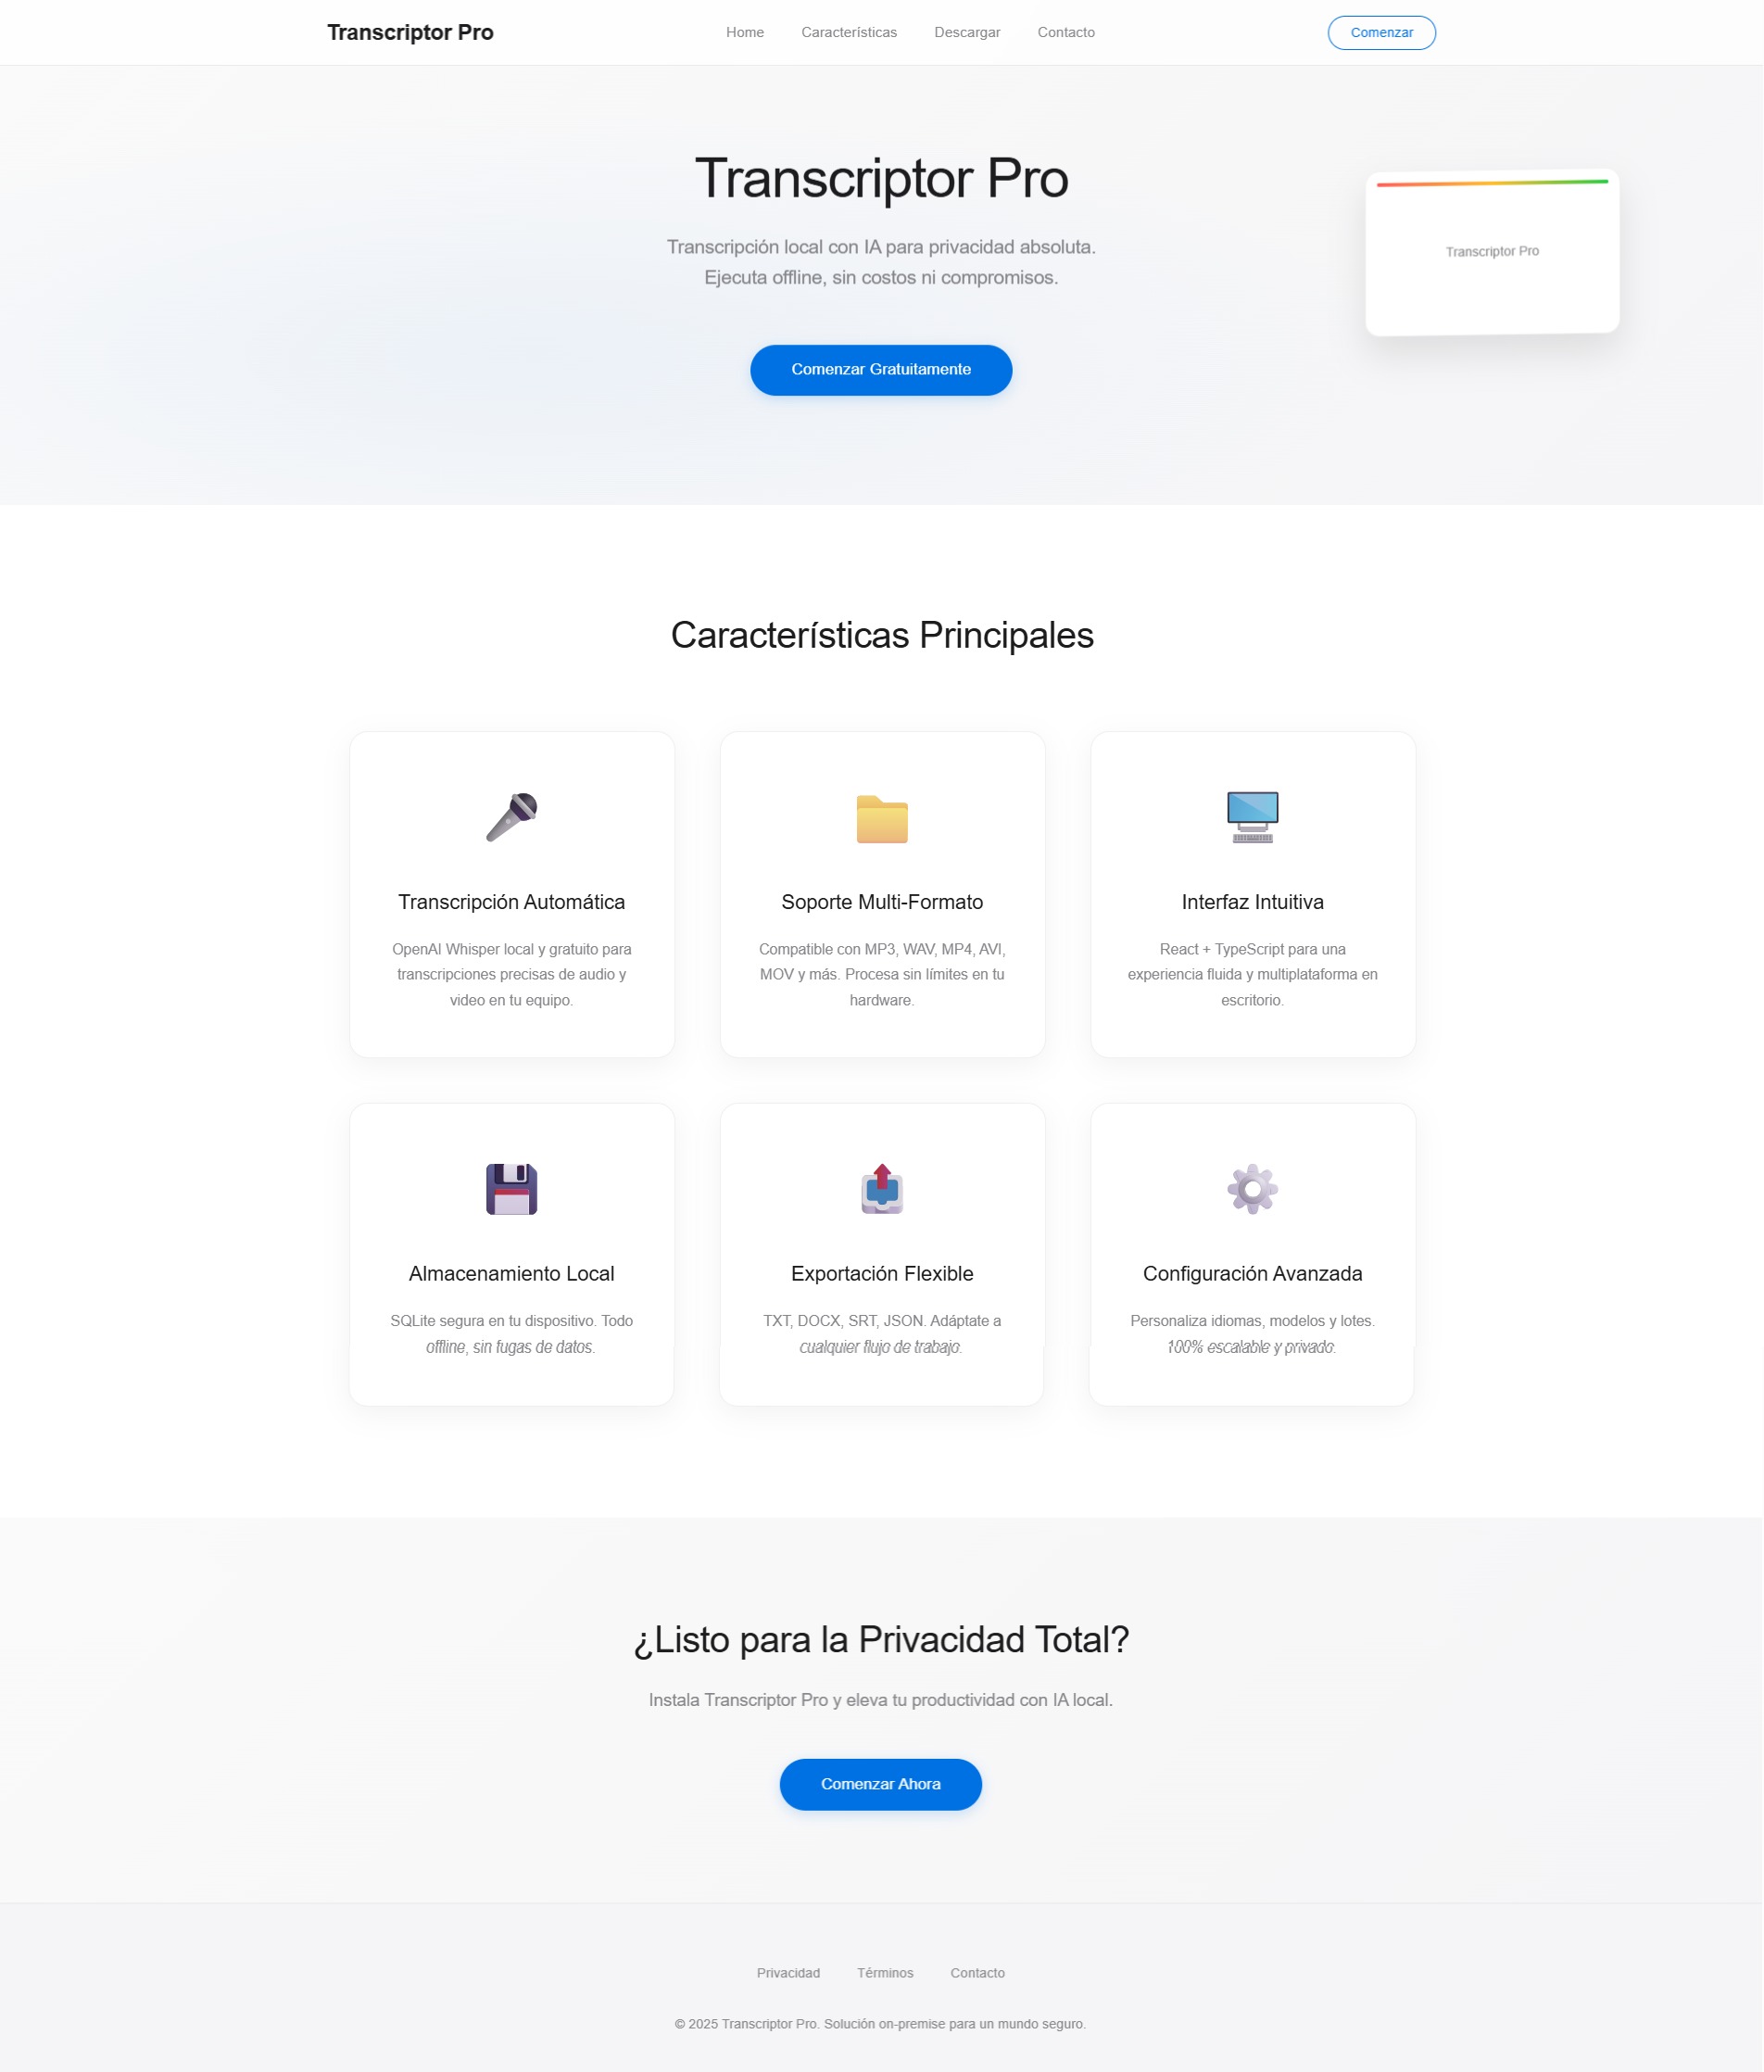 Transcriptor Pro
Home
Características
Descargar
Contacto
Comenzar
Transcriptor Pro
Transcripción local con IA para privacidad absoluta.
Ejecuta offline, sin costos ni compromisos.
Comenzar Gratuitamente
Transcriptor Pro
Características Principales
Transcripción Automática
OpenAI Whisper local y gratuito para
transcripciones precisas de audio y
video en tu equipo.
Soporte Multi-Formato
Compatible con MP3, WAV, MP4, AVI,
MOV y más. Procesa sin límites en tu
hardware.
Interfaz Intuitiva
React + TypeScript para una
experiencia fluida y multiplataforma en
escritorio.
Almacenamiento Local
SQLite segura en tu dispositivo. Todo
offline, sin fugas de datos.
Exportación Flexible
TXT, DOCX, SRT, JSON. Adáptate a
cualquier flujo de trabajo.
Configuración Avanzada
Personaliza idiomas, modelos y lotes.
100% escalable y privado.
¿Listo para la Privacidad Total?
Instala Transcriptor Pro y eleva tu productividad con IA local.
Comenzar Ahora
Privacidad
Términos
Contacto
© 2025 Transcriptor Pro. Solución on-premise para un mundo seguro.